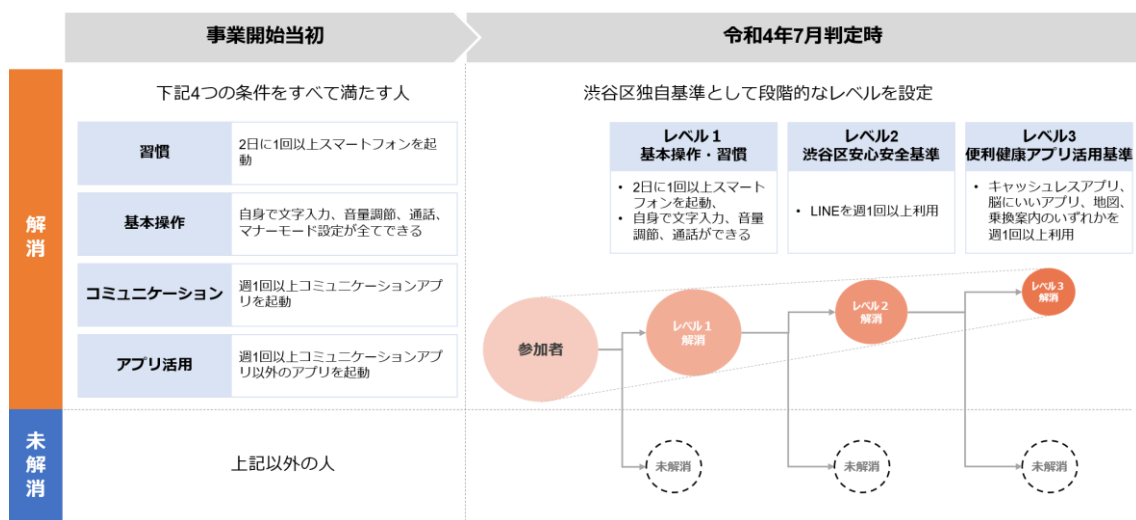 事業開始当初
令和4年7月判定時
解消
下記4つの条件をすべて満たす人
習慣
2日に1回以上スマートフォンを起
動
基本操作
自身で文字入力、音量調節、通話、
マナーモード設定が全てできる
コミュニケーション
週1回以上コミュニケーションアプ
リを起動
アプリ活用
週1回以上コミュニケーションアプ
リ以外のアプリを起動
渋谷区独自基準として段階的なレベルを設定
レベル1
基本操作・習慣
• 2日に1回以上スマート
フォンを起動、
• 自身で文字入力、音量
調節、通話ができる
レベル2
渋谷区安心安全基準
• LINEを週1回以上利用
レベル3
便利健康アプリ活用基準
• キャッシュレスアプリ、
脳にいいアプリ、地図、
乗換案内のいずれかを
週1回以上利用
参加者
レベル1
解消
レベル2
解消
レベル3
解消
未解消
上記以外の人
未解消
未解消
未解消